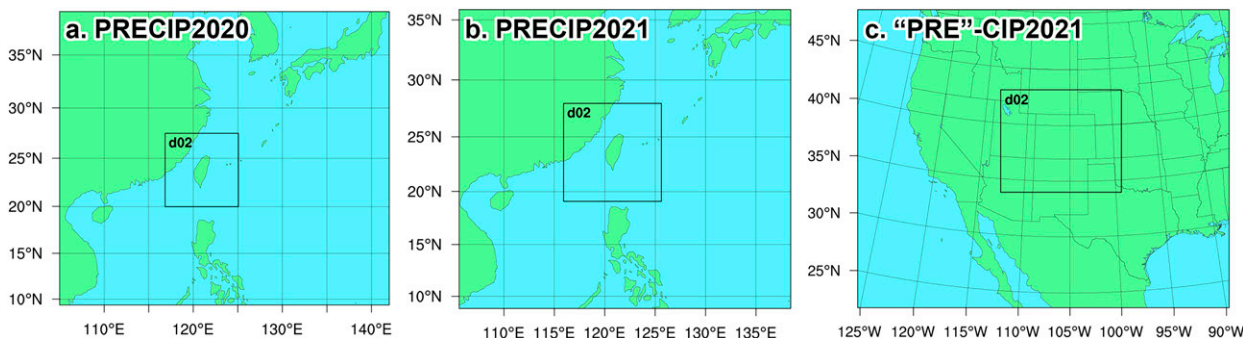 a. PRECIP2020
35°N
30°N
25°N
20°N
15°N
10°N
d02
110°E
120°E
130°E
140°E
b. PRECIP2021
35°N
30°N
25°N
20°N
15°N
10°N
d02
110°E
115°E
120°E
125°E
130°E
135°E
c. “PRE”-CIP2021
45°N
40°N
35°N
30°N
25°N
d02
125°W
120°W
115°W
110°W
105°W
100°W
95°W
90°W